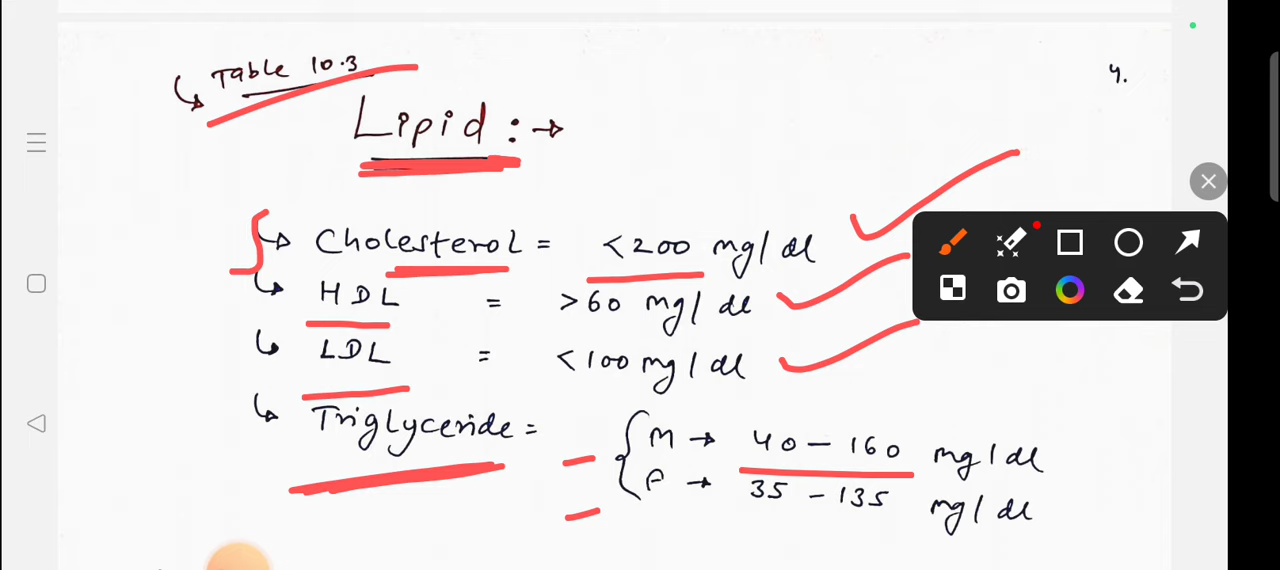 Table 10.3
4.
Lipid :→
↳ Cholesterol = <200 mg/dl
↳ HDL = >60 mg/dl
↳ LDL = <100 mg/dl
↳ Triglyceride = { M → 40 – 160 mg/dl
F → 35 – 135 mg/dl